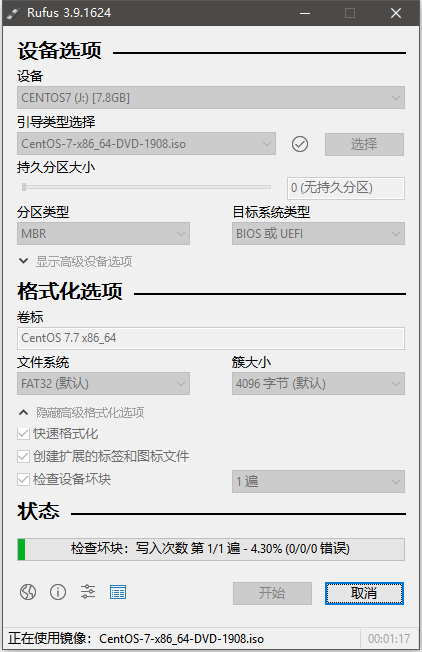 Rufus 3.9.1624
设备选项
设备
CENTOS7 (J:) [7.8GB]
引导类型选择
CentOS-7-x86_64-DVD-1908.iso
选择
持久分区大小
0 (无持久分区)
分区类型
目标系统类型
MBR
BIOS 或 UEFI
显示高级设备选项
格式化选项
卷标
CentOS 7.7 x86_64
文件系统
簇大小
FAT32 (默认)
4096 字节 (默认)
隐藏高级格式化选项
快速格式化
创建扩展的标签和图标文件
检查设备坏块
1 遍
状态
检查坏块：写入次数 第 1/1 遍 - 4.30% (0/0/0 错误)
开始
取消
正在使用镜像：CentOS-7-x86_64-DVD-1908.iso
00:01:17